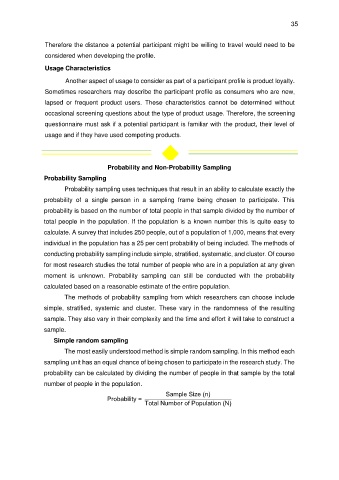 35
Therefore the distance a potential participant might be willing to travel would need to be
considered when developing the profile.
Usage Characteristics
Another aspect of usage to consider as part of a participant profile is product loyalty.
Sometimes researchers may describe the participant profile as consumers who are new,
lapsed or frequent product users. These characteristics cannot be determined without
occasional screening questions about the type of product usage. Therefore, the screening
questionnaire must ask if a potential participant is familiar with the product, their level of
usage and if they have used competing products.
Probability and Non-Probability Sampling
Probability Sampling
Probability sampling uses techniques that result in an ability to calculate exactly the
probability of a single person in a sampling frame being chosen to participate. This
probability is based on the number of total people in that sample divided by the number of
total people in the population. If the population is a known number this is quite easy to
calculate. A survey that includes 250 people, out of a population of 1,000, means that every
individual in the population has a 25 per cent probability of being included. The methods of
conducting probability sampling include simple, stratified, systematic, and cluster. Of course
for most research studies the total number of people who are in a population at any given
moment is unknown. Probability sampling can still be conducted with the probability
calculated based on a reasonable estimate of the entire population.
The methods of probability sampling from which researchers can choose include
simple, stratified, systemic and cluster. These vary in the randomness of the resulting
sample. They also vary in their complexity and the time and effort it will take to construct a
sample.
Simple random sampling
The most easily understood method is simple random sampling. In this method each
sampling unit has an equal chance of being chosen to participate in the research study. The
probability can be calculated by dividing the number of people in that sample by the total
number of people in the population.
Sample Size (n)
Probability =
Total Number of Population (N)